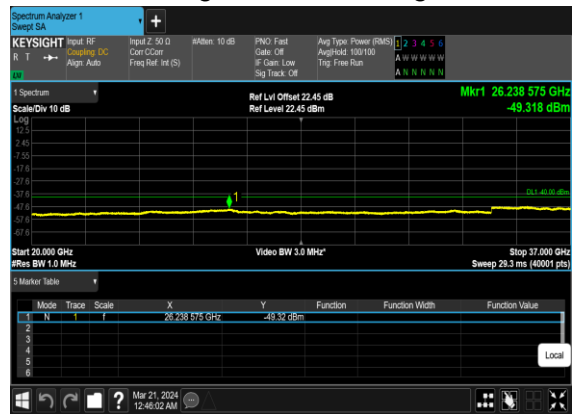 Spectrum Analyzer 1
Swept SA
+
KEYSIGHT Input: RF Input Z: 50 Ω #Atten: 10 dB PNO: Fast Avg Type: Power (RMS) 1 2 3 4 5 6
R T Coupling: DC Corr CCorr Gate: Off Avg|Hold: 100/100 A W W W W W
Align: Auto Freq Ref: Int (S) IF Gain: Low Trig: Free Run
LXI Sig Track: Off A N N N N N
1 Spectrum Ref Lvl Offset 22.45 dB Mkr1 26.238 575 GHz
Scale/Div 10 dB Ref Level 22.45 dBm -49.318 dBm
Log
12.5
2.45
-7.55
-17.6
-27.6
-37.6 DL1 -40.00 dBm
1
-47.6
-57.6
-67.6
Start 20.000 GHz Video BW 3.0 MHz* Stop 37.000 GHz
#Res BW 1.0 MHz Sweep 29.3 ms (40001 pts)
5 Marker Table
Mode Trace Scale X Y Function Function Width Function Value
1 N 1 f 26.238 575 GHz -49.32 dBm
2
3
4
5
6
Local
?
Mar 21, 2024
12:46:02 AM